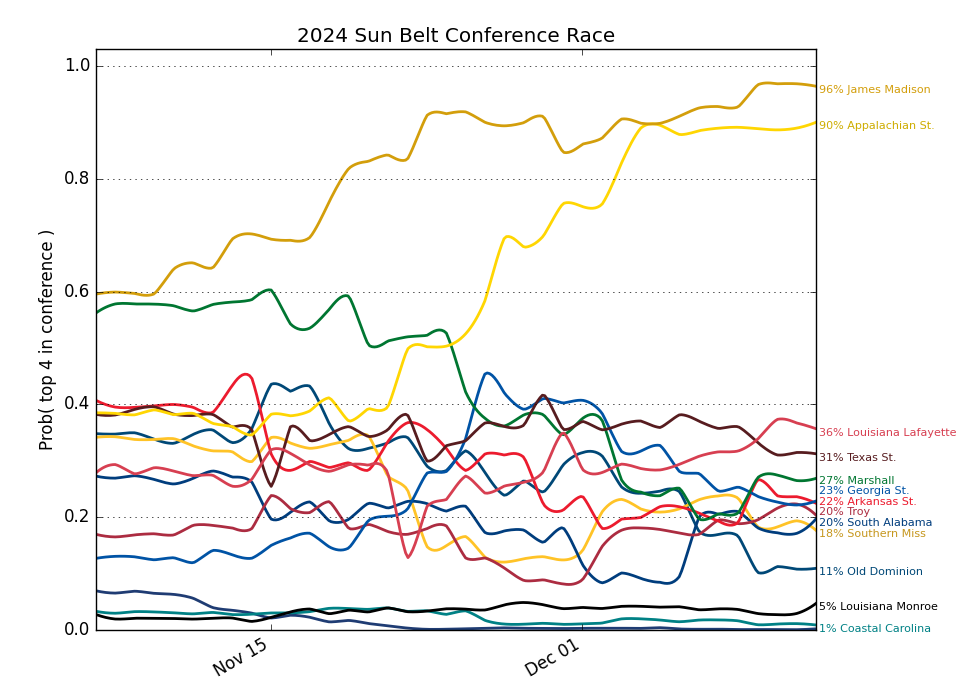 2024 Sun Belt Conference Race
Prob( top 4 in conference )
1.0
0.8
0.6
0.4
0.2
0.0
Nov 15
Dec 01
96% James Madison
90% Appalachian St.
36% Louisiana Lafayette
31% Texas St.
27% Marshall
23% Georgia St.
22% Arkansas St.
20% Troy
20% South Alabama
18% Southern Miss
11% Old Dominion
5% Louisiana Monroe
1% Coastal Carolina